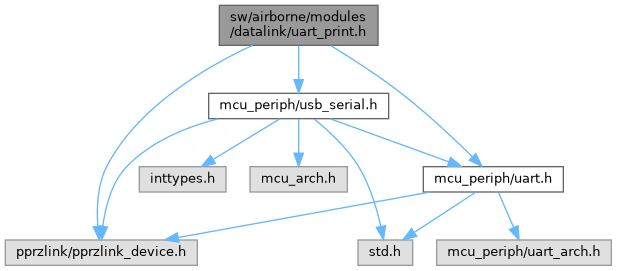 sw/airborne/modules
/datalink/uart_print.h
mcu_periph/usb_serial.h
inttypes.h
mcu_arch.h
mcu_periph/uart.h
pprzlink/pprzlink_device.h
std.h
mcu_periph/uart_arch.h